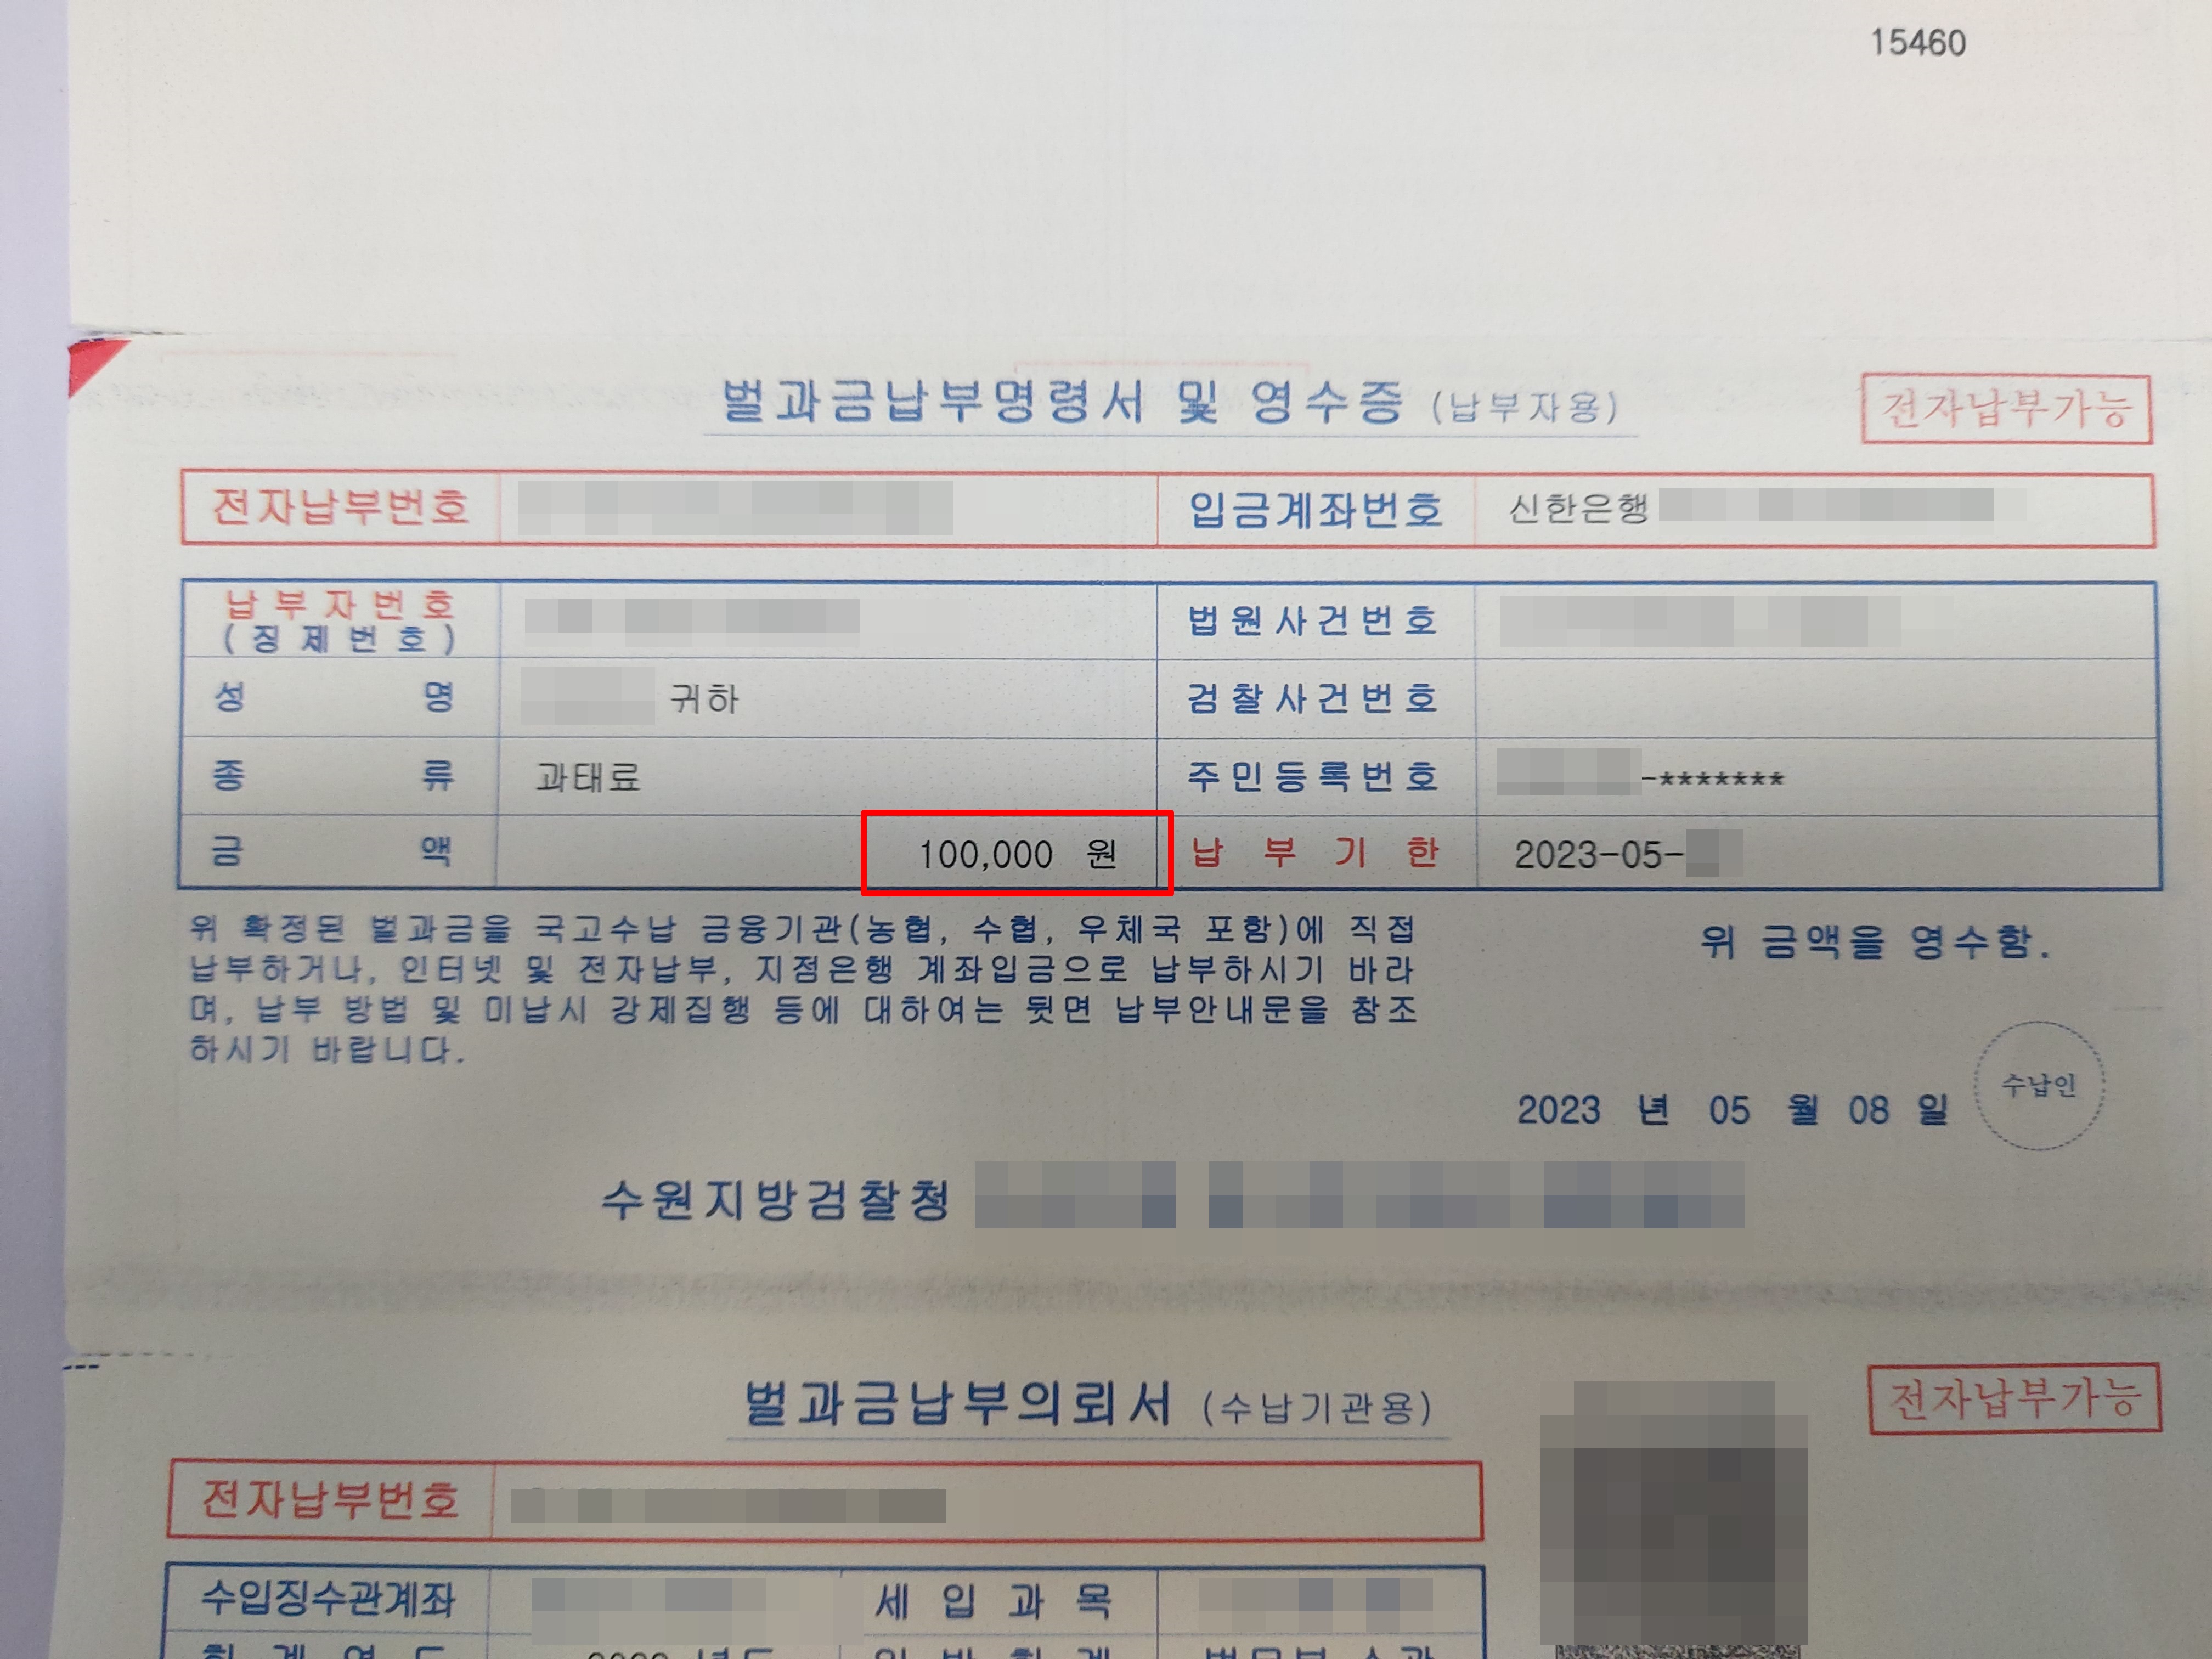 15460
벌과금납부명령서 및 영수증 (납부자용)
전자납부가능
전자납부번호 입금계좌번호 신한은행
납부자번호
(징제번호)
법원사건번호
성 명 귀하 검찰사건번호
종 류 과태료 주민등록번호 -*******
금 액 100,000 원 납 부 기 한 2023-05-
위 확정된 벌과금을 국고수납 금융기관(농협, 수협, 우체국 포함)에 직접
납부하거나, 인터넷 및 전자납부, 지점은행 계좌입금으로 납부하시기 바라
며, 납부 방법 및 미납시 강제집행 등에 대하여는 뒷면 납부안내문을 참조
하시기 바랍니다.
위 금액을 영수함.
수납인
2023 년 05 월 08 일
수원지방검찰청
벌과금납부의뢰서 (수납기관용)
전자납부가능
전자납부번호
수입징수관계좌 세 입 과 목